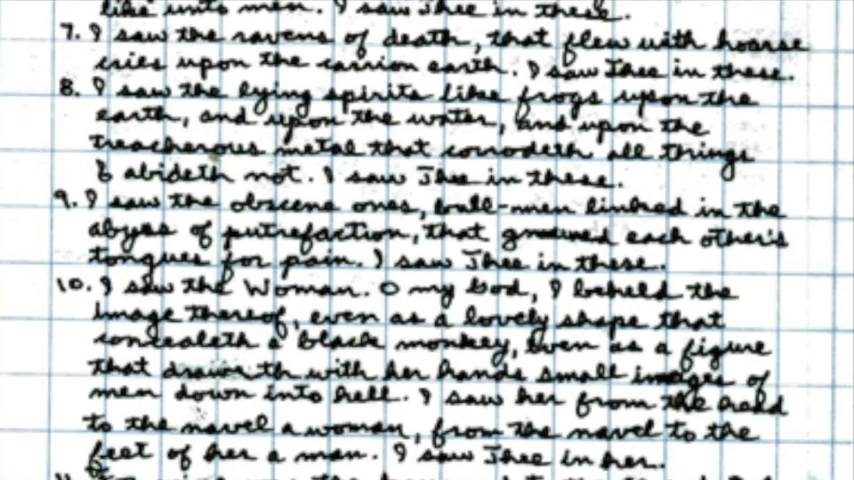 like unto men. I saw Thee in these.
7. I saw the ravens of death, that flew with hoarse
cries upon the carrion earth. I saw Thee in these.
8. I saw the lying spirits like frogs upon the
earth, and upon the water, and upon the
treacherous metal that corrodeth all things
& abideth not. I saw Thee in these.
9. I saw the obscene ones, bull-men linked in the
abyss of putrefaction, that gnawed each other's
tongues for pain. I saw Thee in these.
10. I saw the Woman. O my God, I beheld the
image thereof, even as a lovely shape that
concealeth a black monkey, even as a figure
that draweth with her hands small images of
men down into hell. I saw her from the head
to the navel a woman, from the navel to the
feet of her a man. I saw Thee in her.